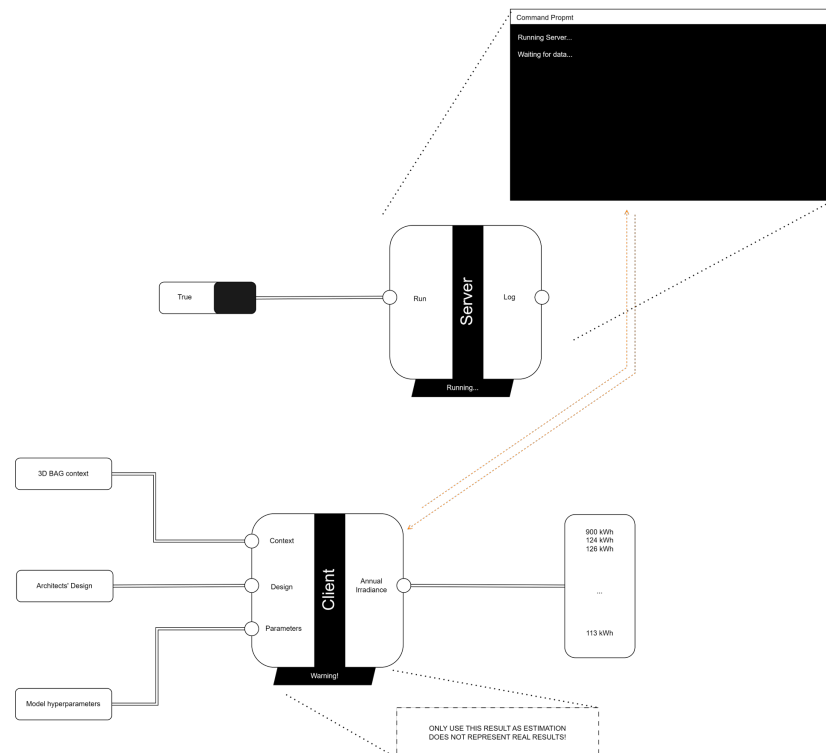 Command Propmt
Running Server...
Waiting for data...
True
Run
Server
Log
Running...
3D BAG context
Architects' Design
Model hyperparameters
Context
Design
Parameters
Client
Annual
Irradiance
Warning!
900 kWh
124 kWh
126 kWh
...
113 kWh
ONLY USE THIS RESULT AS ESTIMATION
DOES NOT REPRESENT REAL RESULTS!